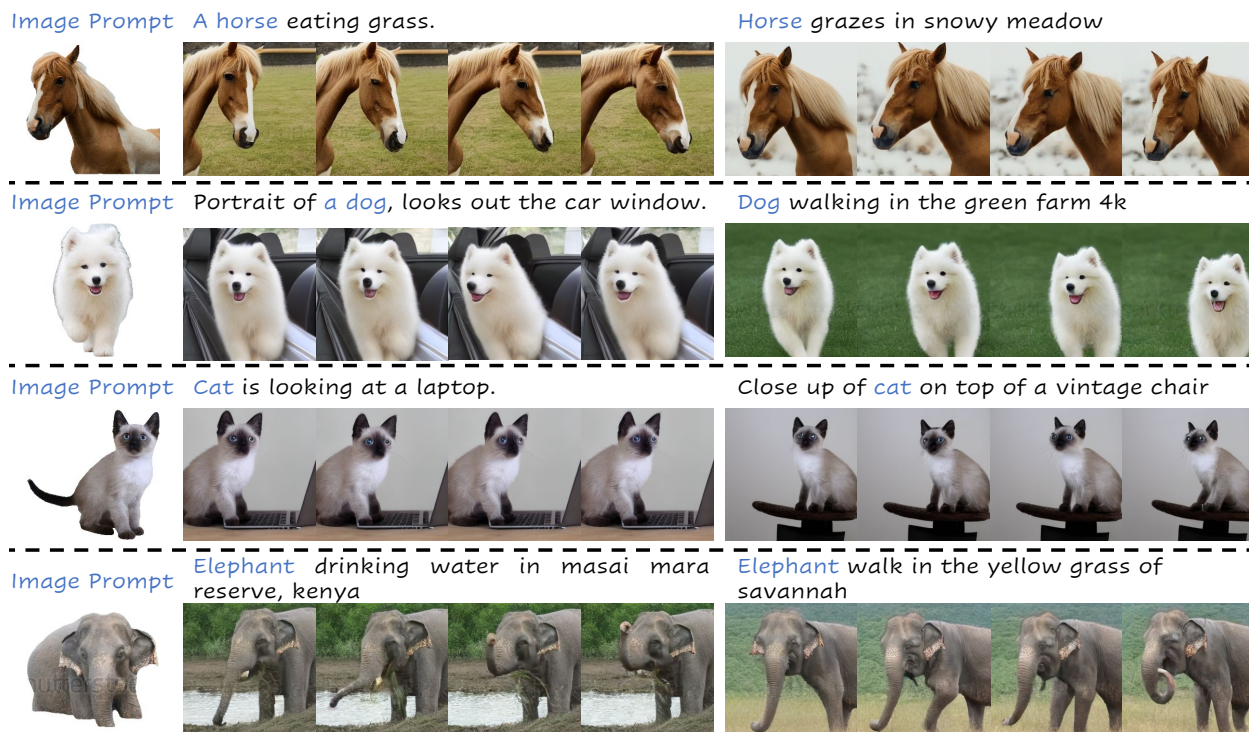 Image Prompt
A horse eating grass.
Horse grazes in snowy meadow
Image Prompt
Portrait of a dog, looks out the car window.
Dog walking in the green farm 4k
Image Prompt
Cat is looking at a laptop.
Close up of cat on top of a vintage chair
Image Prompt
Elephant drinking water in masai mara
reserve, kenya
Elephant walk in the yellow grass of
savannah